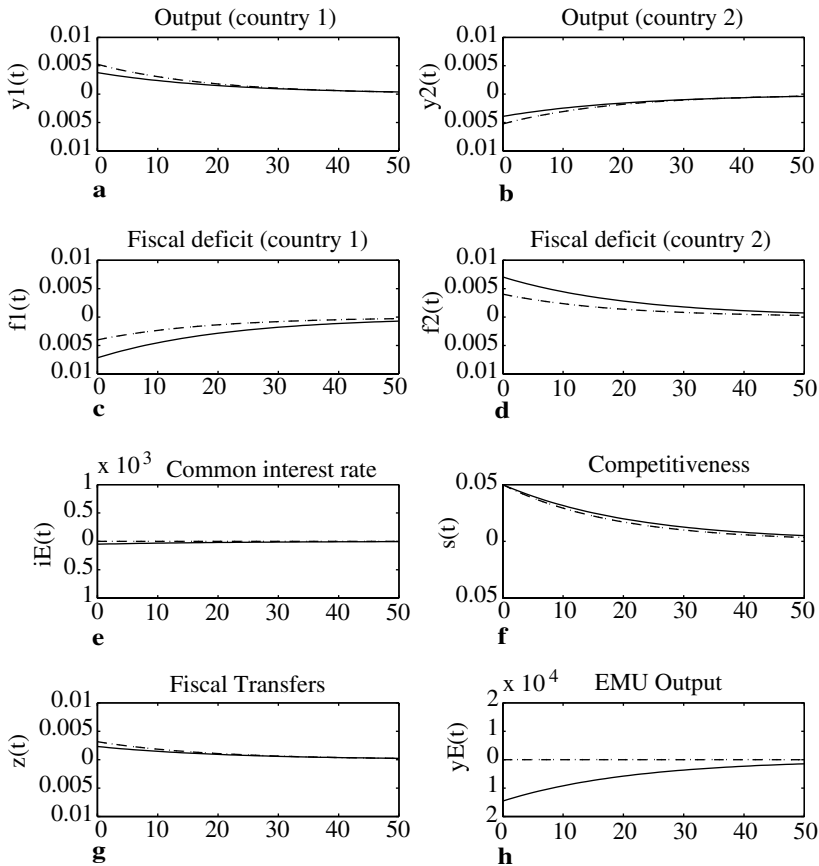 Output (country 1)
0.01
0.005
0
0.005
0.01
y1(t)
0 10 20 30 40 50
a
Output (country 2)
0.01
0.005
0
0.005
0.01
y2(t)
0 10 20 30 40 50
b
Fiscal deficit (country 1)
0.01
0.005
0
0.005
0.01
f1(t)
0 10 20 30 40 50
c
Fiscal deficit (country 2)
0.01
0.005
0
0.005
0.01
f2(t)
0 10 20 30 40 50
d
x 10³
Common interest rate
1
0.5
0
0.5
1
iE(t)
0 10 20 30 40 50
e
Competitiveness
0.05
0
0.05
s(t)
0 10 20 30 40 50
f
Fiscal Transfers
0.01
0.005
0
0.005
0.01
z(t)
0 10 20 30 40 50
g
x 10⁴
EMU Output
2
1
0
1
2
yE(t)
0 10 20 30 40 50
h